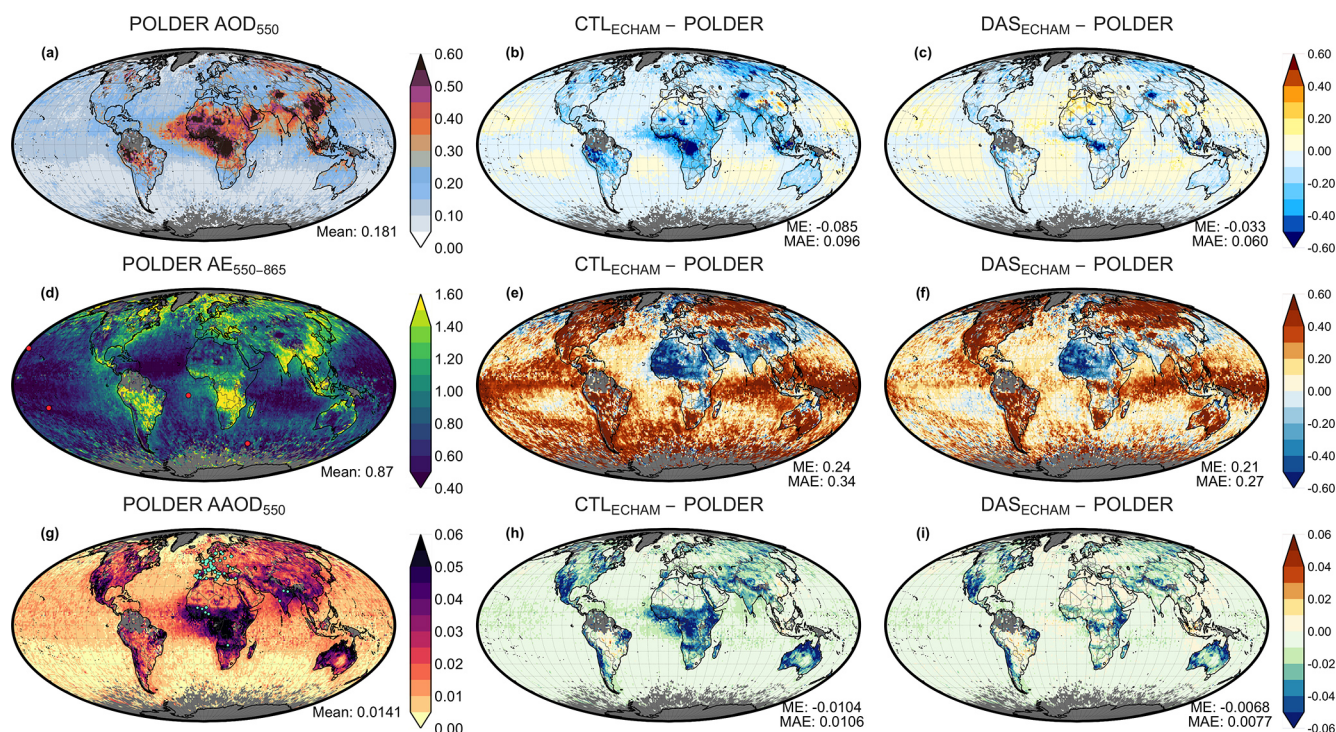 POLDER AOD550
CTLECHAM – POLDER
DASECHAM – POLDER
(a)
0.60
0.50
0.40
0.30
0.20
0.10
0.00
Mean: 0.181
(b)
ME: -0.085
MAE: 0.096
(c)
0.60
0.40
0.20
0.00
-0.20
-0.40
-0.60
ME: -0.033
MAE: 0.060
POLDER AE550–865
CTLECHAM – POLDER
DASECHAM – POLDER
(d)
1.60
1.40
1.20
1.00
0.80
0.60
0.40
Mean: 0.87
(e)
ME: 0.24
MAE: 0.34
(f)
0.60
0.40
0.20
0.00
-0.20
-0.40
-0.60
ME: 0.21
MAE: 0.27
POLDER AAOD550
CTLECHAM – POLDER
DASECHAM – POLDER
(g)
0.06
0.05
0.04
0.03
0.02
0.01
0.00
Mean: 0.0141
(h)
ME: -0.0104
MAE: 0.0106
(i)
0.06
0.04
0.02
0.00
-0.02
-0.04
-0.06
ME: -0.0068
MAE: 0.0077